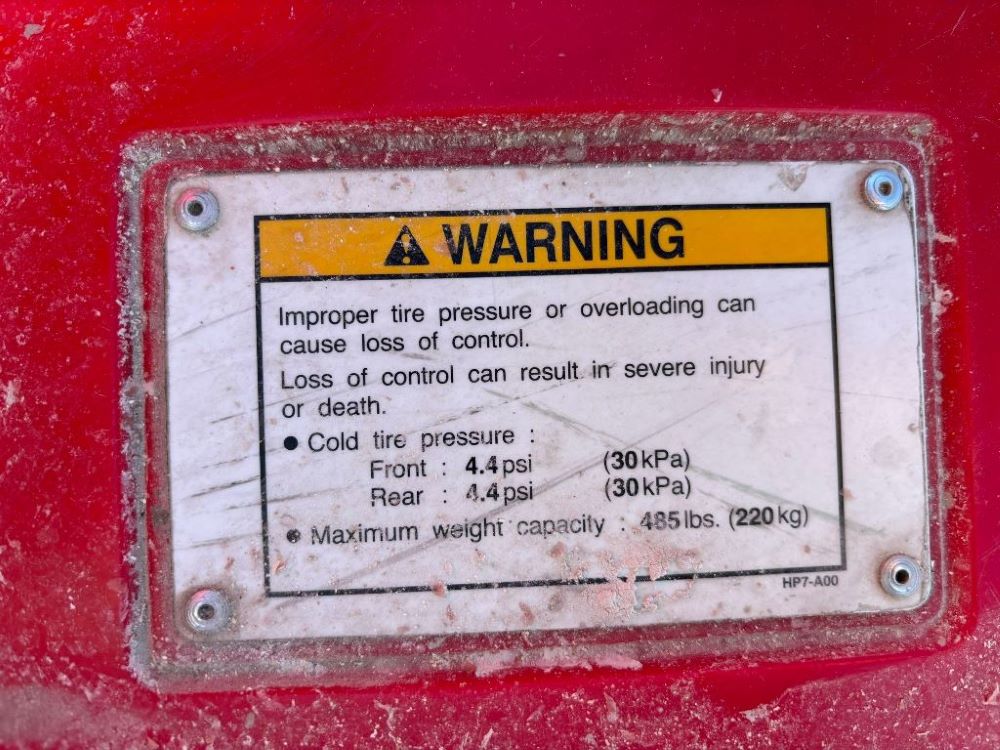 WARNING
Improper tire pressure or overloading can
cause loss of control.
Loss of control can result in severe injury
or death.
● Cold tire pressure :
Front : 4.4 psi (30 kPa)
Rear : 4.4 psi (30 kPa)
● Maximum weight capacity : 485 lbs. (220 kg)
HP7-A00